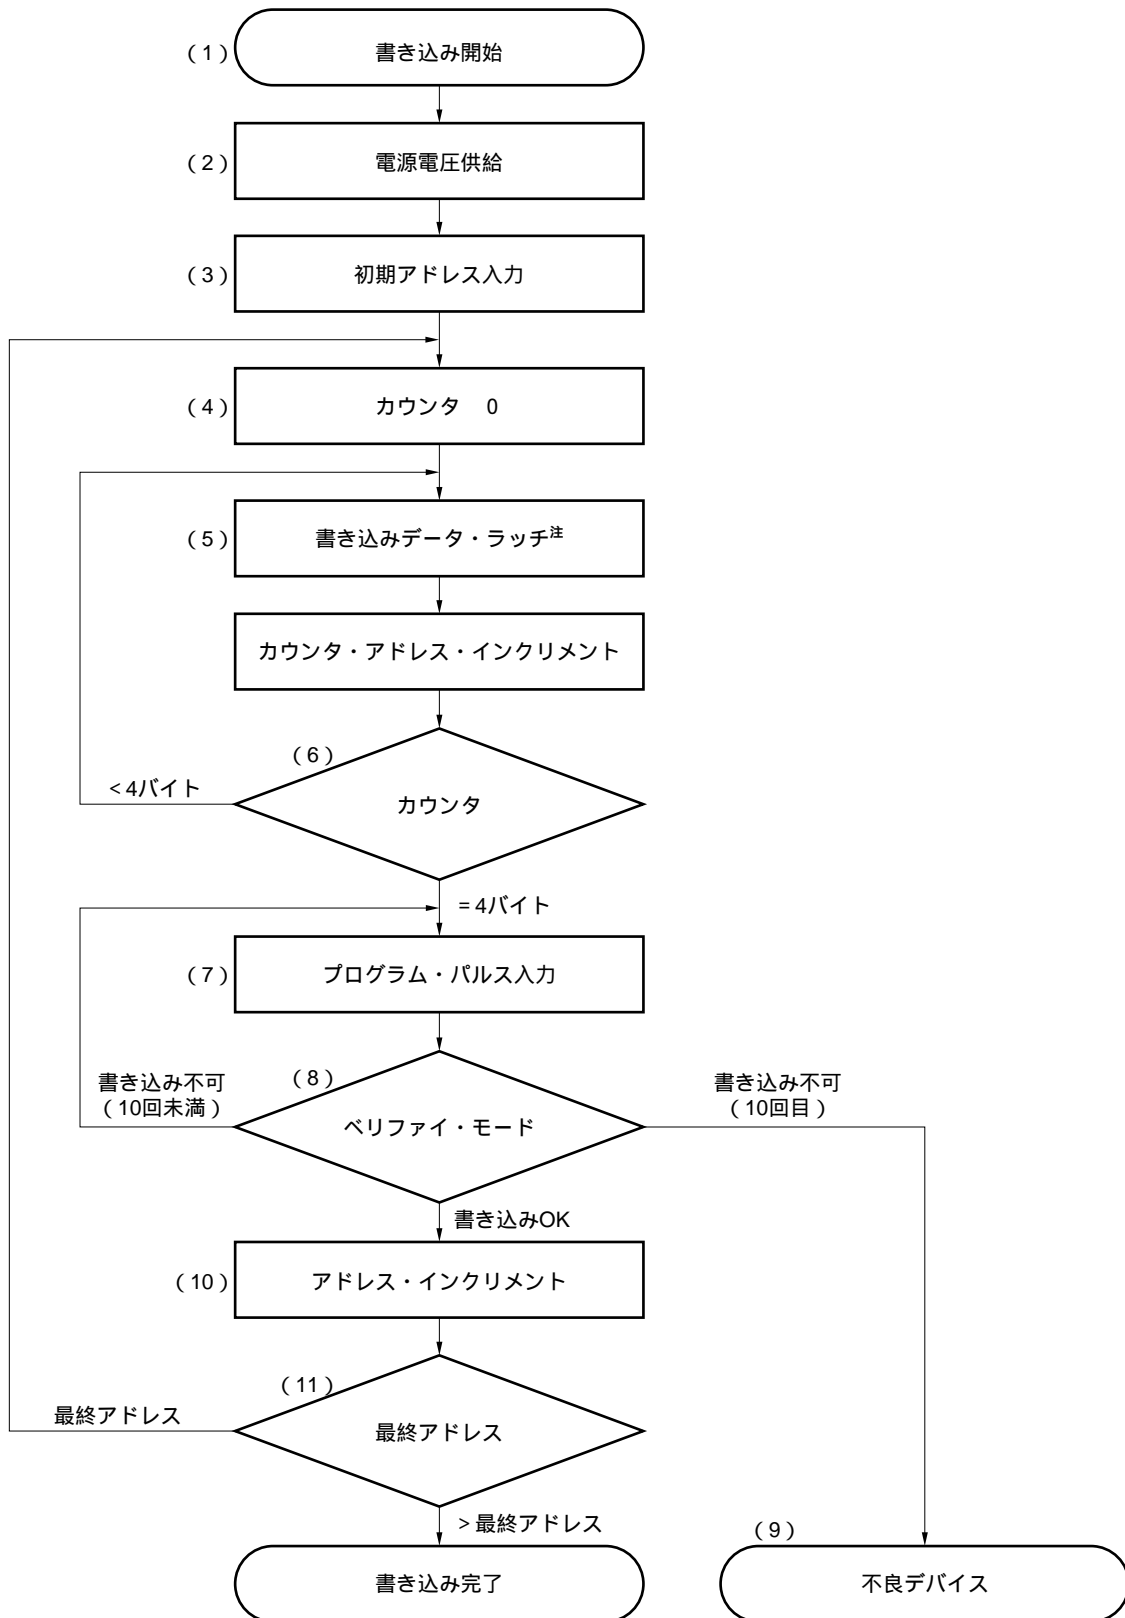 (1) 書き込み開始
(2) 電源電圧供給
(3) 初期アドレス入力
(4) カウンタ 0
(5) 書き込みデータ・ラッチ注
カウンタ・アドレス・インクリメント
(6)
<4バイト
カウンタ
=4バイト
(7) プログラム・パルス入力
書き込み不可
(10回未満)
(8)
ベリファイ・モード
書き込み不可
(10回目)
書き込みOK
(10) アドレス・インクリメント
(11)
最終アドレス
最終アドレス
>最終アドレス
書き込み完了
(9)
不良デバイス